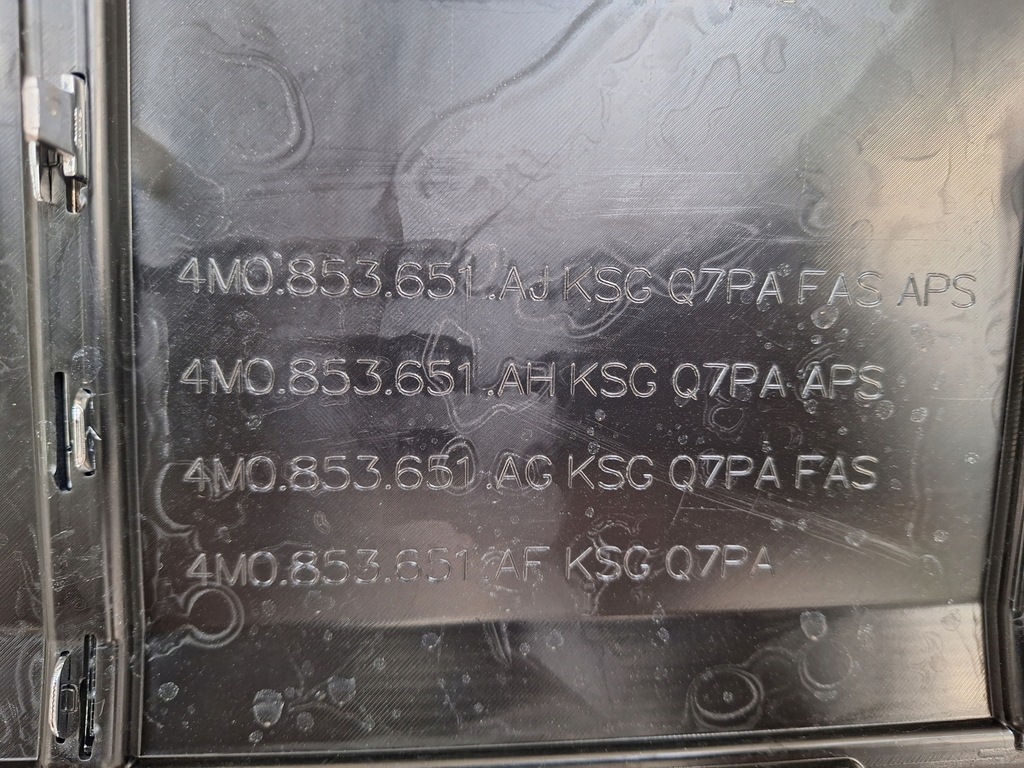 4M0.853.651.AJ KSG Q7PA FAS APS
4M0.853.651.AH KSG Q7PA APS
4M0.853.651.AG KSG Q7PA FAS
4M0.853.651.AF KSG Q7PA